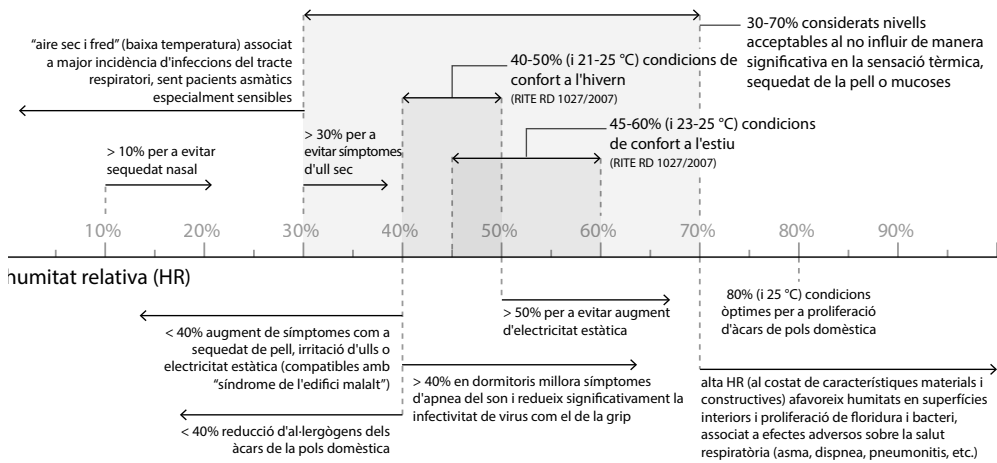 "aire sec i fred" (baixa temperatura) associat
a major incidència d'infeccions del tracte
respiratori, sent pacients asmàtics
especialment sensibles
30-70% considerats nivells
acceptables al no influir de manera
significativa en la sensació tèrmica,
sequedat de la pell o mucoses
40-50% (i 21-25 °C) condicions de
confort a l'hivern
(RITE RD 1027/2007)
45-60% (i 23-25 °C) condicions
de confort a l'estiu
(RITE RD 1027/2007)
> 10% per a evitar
sequedat nasal
> 30% per a
evitar símptomes
d'ull sec
10% 20% 30% 40% 50% 60% 70% 80% 90%
humitat relativa (HR)
< 40% augment de símptomes com a
sequedat de pell, irritació d'ulls o
electricitat estàtica (compatibles amb
"síndrome de l'edifici malalt")
< 40% reducció d'al·lergògens dels
àcars de la pols domèstica
> 50% per a evitar augment
d'electricitat estàtica
> 40% en dormitoris millora símptomes
d'apnea del son i redueix significativament la
infectivitat de virus com el de la grip
80% (i 25 °C) condicions
òptimes per a proliferació
d'àcars de pols domèstica
alta HR (al costat de característiques materials i
constructives) afavoreix humitats en superfícies
interiors i proliferació de floridura i bacteri,
associat a efectes adversos sobre la salut
respiratòria (asma, dispnea, pneumonitis, etc.)